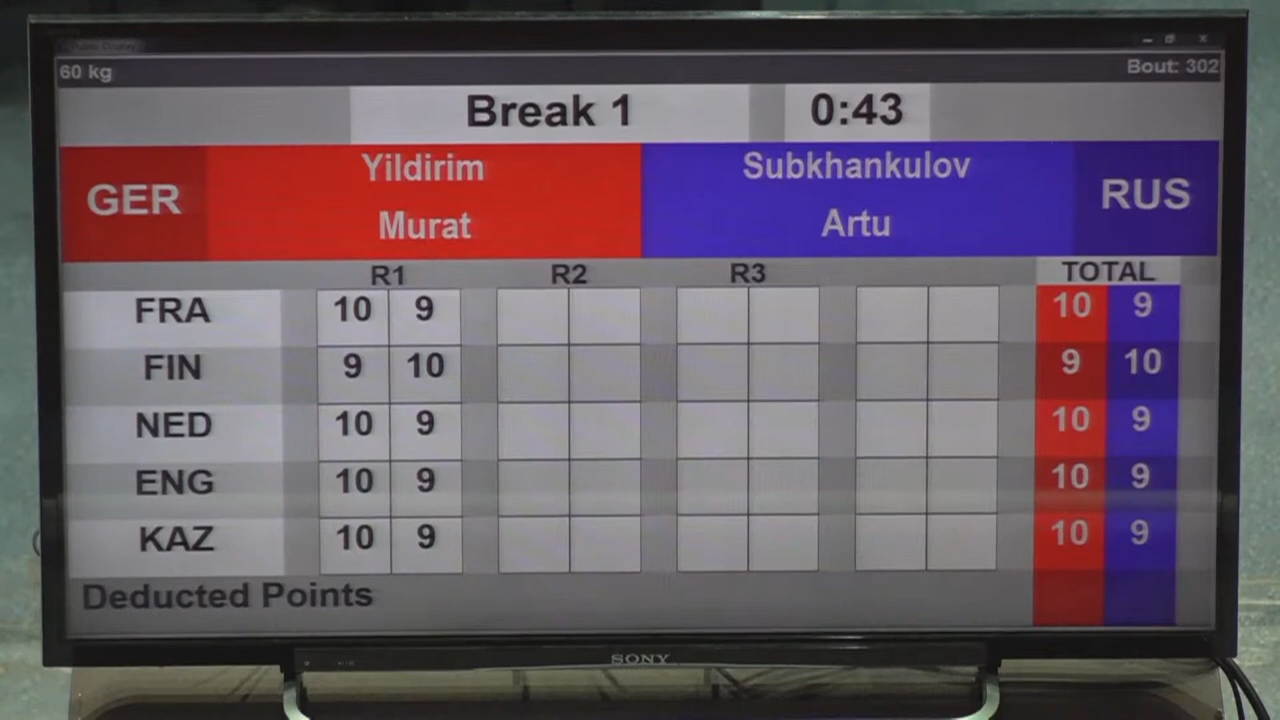 Public Display
60 kg Bout: 302
Break 1 0:43
GER Yildirim Murat Subkhankulov Artu RUS
R1 R2 R3 TOTAL
FRA 10 9 10 9
FIN 9 10 9 10
NED 10 9 10 9
ENG 10 9 10 9
KAZ 10 9 10 9
Deducted Points
SONY